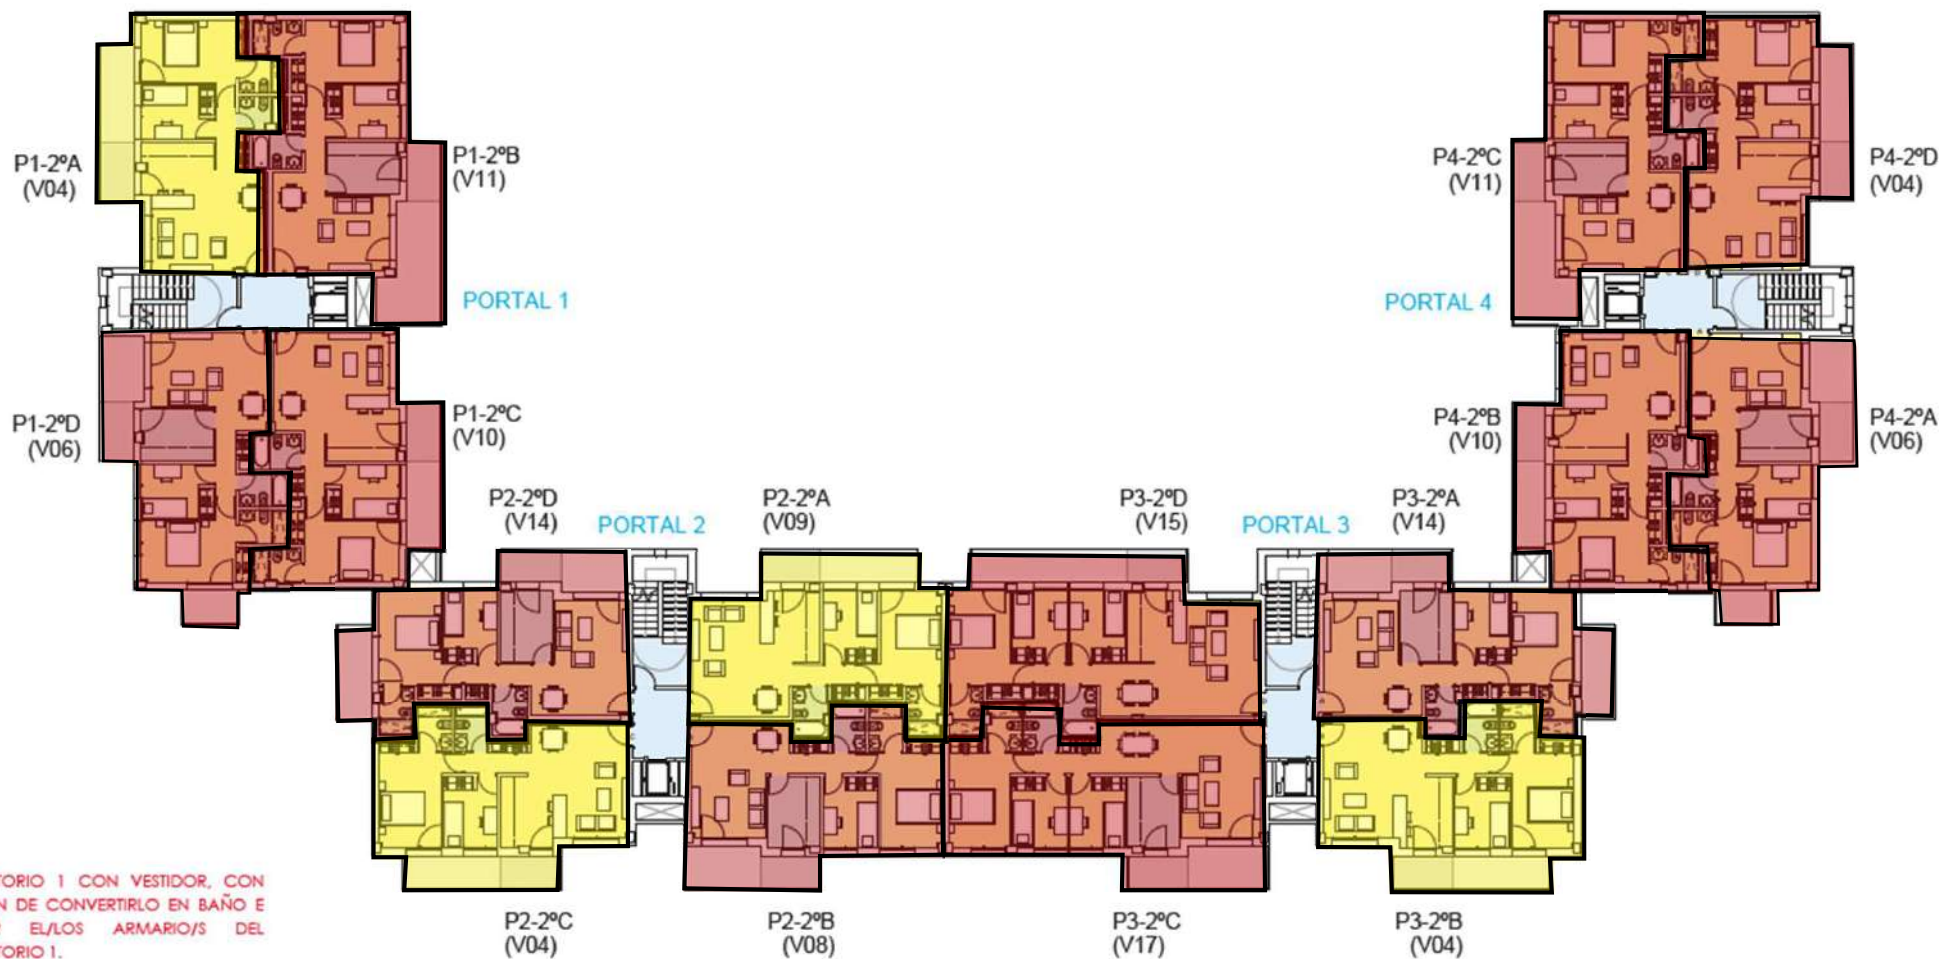 P1-2ºA
(V04)
P1-2ºB
(V11)
P4-2ºC
(V11)
P4-2ºD
(V04)
PORTAL 1
PORTAL 4
P1-2ºD
(V06)
P1-2ºC
(V10)
P4-2ºB
(V10)
P4-2ºA
(V06)
P2-2ºD
(V14)
PORTAL 2
P2-2ºA
(V09)
P3-2ºD
(V15)
PORTAL 3
P3-2ºA
(V14)
TORIO 1 CON VESTIDOR, CON
N DE CONVERTIRLO EN BAÑO E
EL/LOS ARMARIO/S DEL
TORIO 1.
P2-2ºC
(V04)
P2-2ºB
(V08)
P3-2ºC
(V17)
P3-2ºB
(V04)